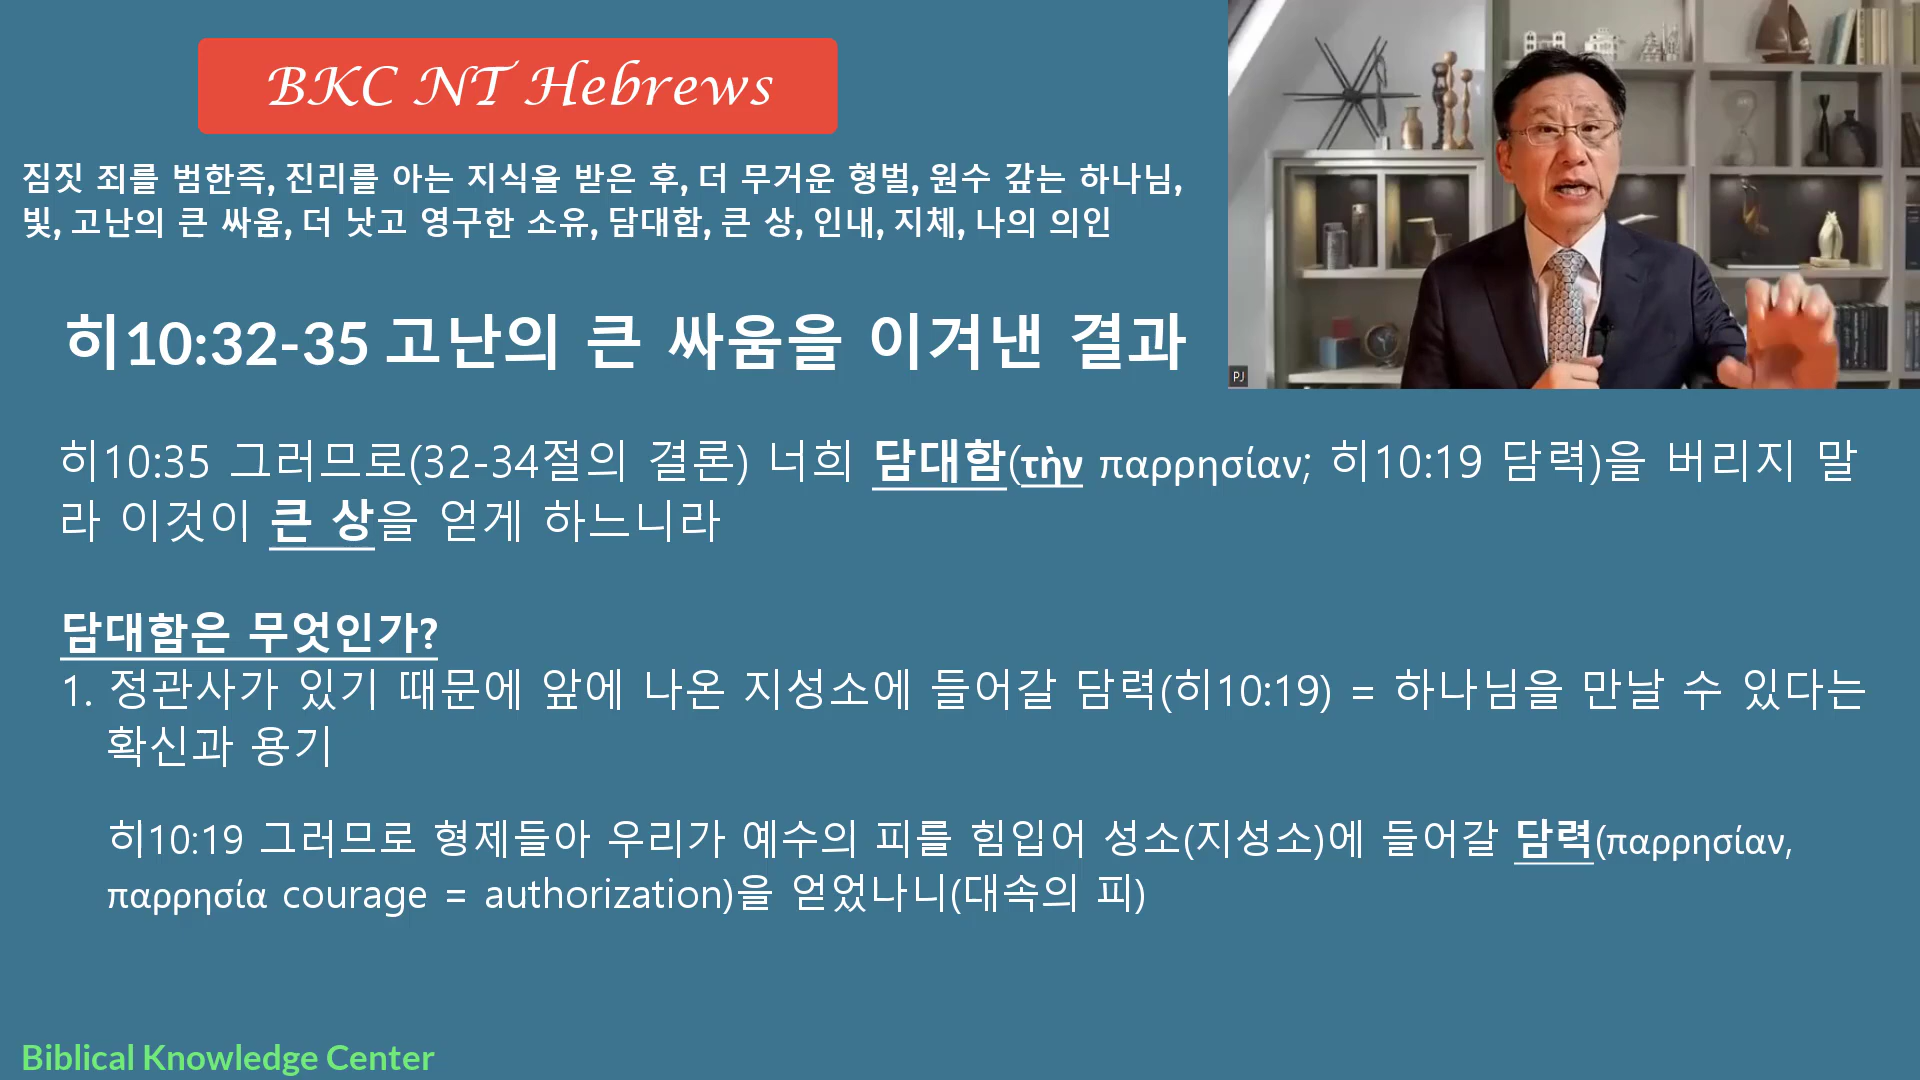 BKC NT Hebrews
짐짓 죄를 범한즉, 진리를 아는 지식을 받은 후, 더 무거운 형벌, 원수 갚는 하나님,
빛, 고난의 큰 싸움, 더 낫고 영구한 소유, 담대함, 큰 상, 인내, 지체, 나의 의인
히10:32-35 고난의 큰 싸움을 이겨낸 결과
PJ
히10:35 그러므로(32-34절의 결론) 너희 담대함(τὴν παρρησίαν; 히10:19 담력)을 버리지 말
라 이것이 큰 상을 얻게 하느니라
담대함은 무엇인가?
1. 정관사가 있기 때문에 앞에 나온 지성소에 들어갈 담력(히10:19) = 하나님을 만날 수 있다는
확신과 용기
히10:19 그러므로 형제들아 우리가 예수의 피를 힘입어 성소(지성소)에 들어갈 담력(παρρησίαν,
παρρησία courage = authorization)을 얻었나니(대속의 피)
Biblical Knowledge Center